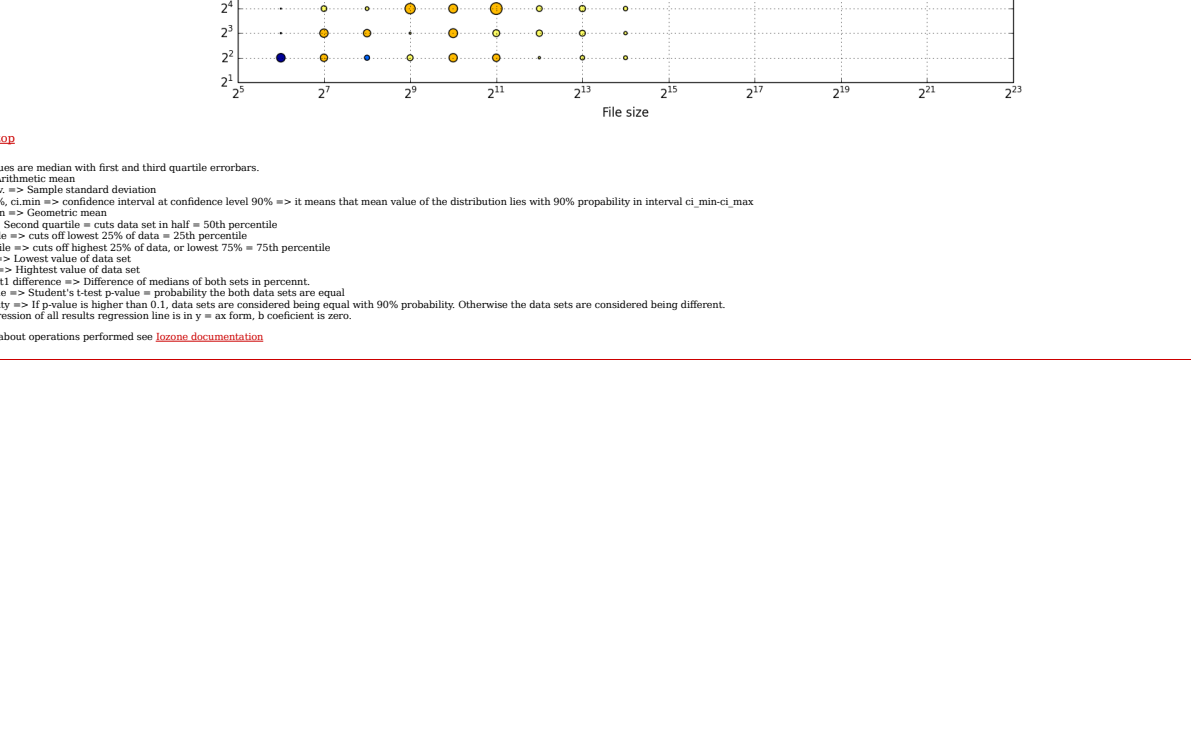 2⁴
2³
2²
2¹
2⁵ 2⁷ 2⁹ 2¹¹ 2¹³ 2¹⁵ 2¹⁷ 2¹⁹ 2²¹ 2²³
File size
op
ues are median with first and third quartile errorbars.
Arithmetic mean
v. => Sample standard deviation
%, ci.min => confidence interval at confidence level 90% => it means that mean value of the distribution lies with 90% propability in interval ci_min-ci_max
n => Geometric mean
Second quartile = cuts data set in half = 50th percentile
le => cuts off lowest 25% of data = 25th percentile
ile => cuts off highest 25% of data, or lowest 75% = 75th percentile
=> Lowest value of data set
=> Hightest value of data set
t1 difference => Difference of medians of both sets in percennt.
e => Student's t-test p-value = probability the both data sets are equal
ty => If p-value is higher than 0.1, data sets are considered being equal with 90% probability. Otherwise the data sets are considered being different.
ression of all results regression line is in y = ax form, b coeficient is zero.
about operations performed see Iozone documentation